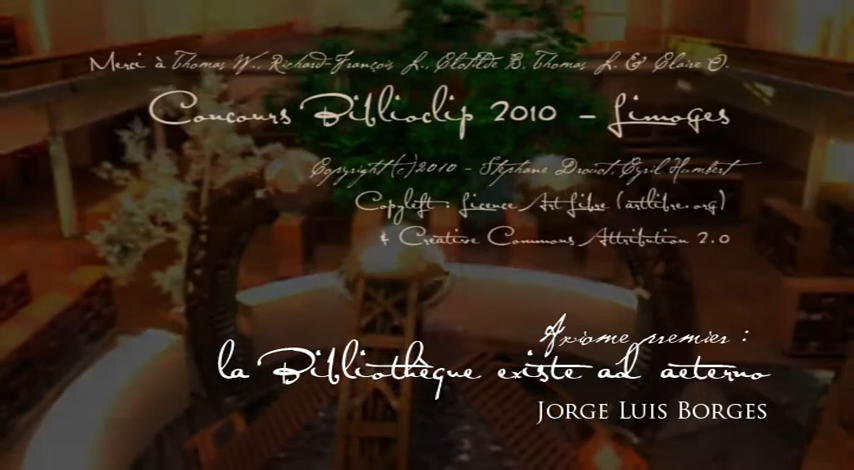 Merci à Thomas W., Richard-François L., Clotilde B. Thomas L. & Claire O.
Concours Biblioclip 2010 - Limoges
Copyright (c) 2010 - Stéphane Drouot, Cyril Humbert
Copyleft : Licence Art Libre (artlibre.org)
& Creative Commons Attribution 2.0
Axiome premier :
la Bibliothèque existe ad aeterno
Jorge Luis Borges